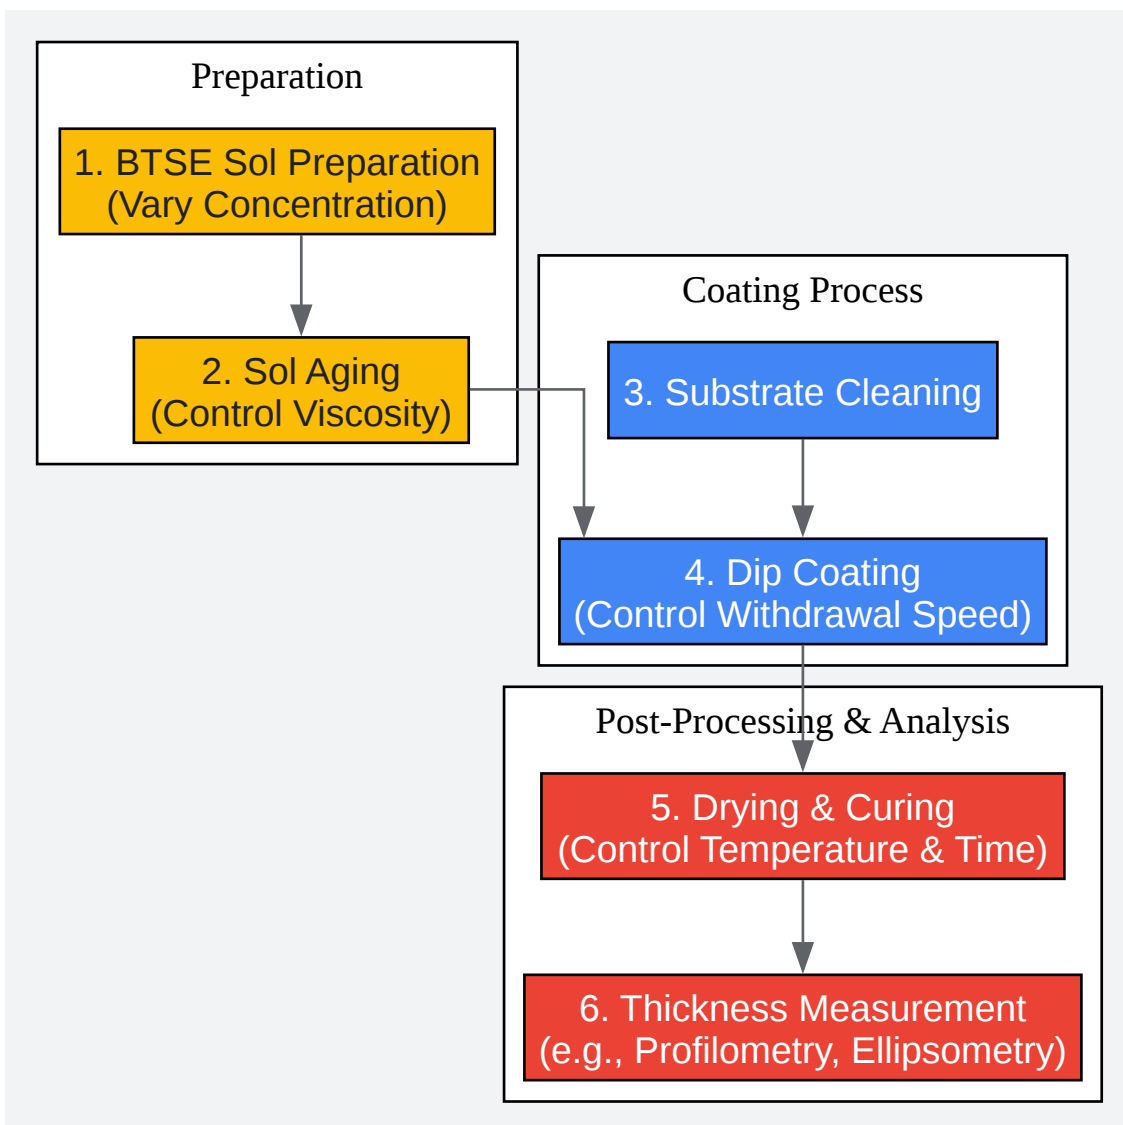 Preparation
1. BTSE Sol Preparation
(Vary Concentration)
2. Sol Aging
(Control Viscosity)
Coating Process
3. Substrate Cleaning
4. Dip Coating
(Control Withdrawal Speed)
Post-Processing & Analysis
5. Drying & Curing
(Control Temperature & Time)
6. Thickness Measurement
(e.g., Profilometry, Ellipsometry)